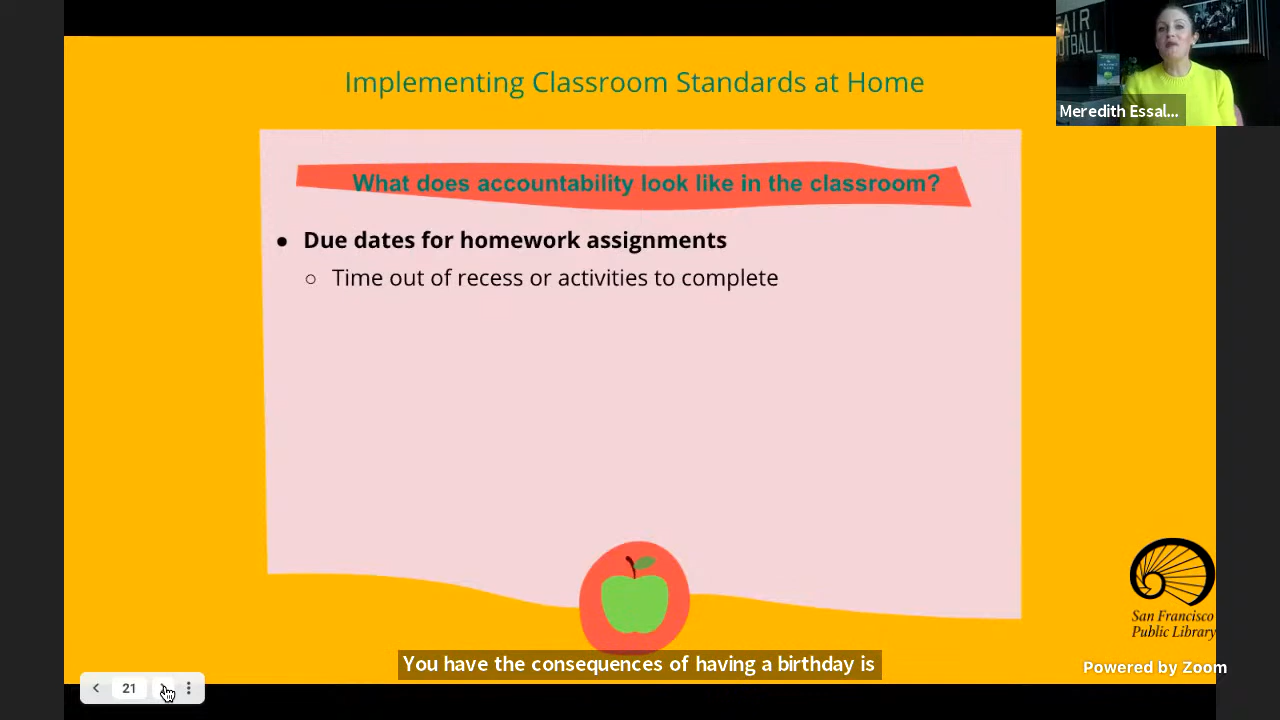 Implementing Classroom Standards at Home
FAIR
FOOTBALL
Meredith Essal...
What does accountability look like in the classroom?
● Due dates for homework assignments
○ Time out of recess or activities to complete
San Francisco
Public Library
You have the consequences of having a birthday is
Powered by Zoom
21